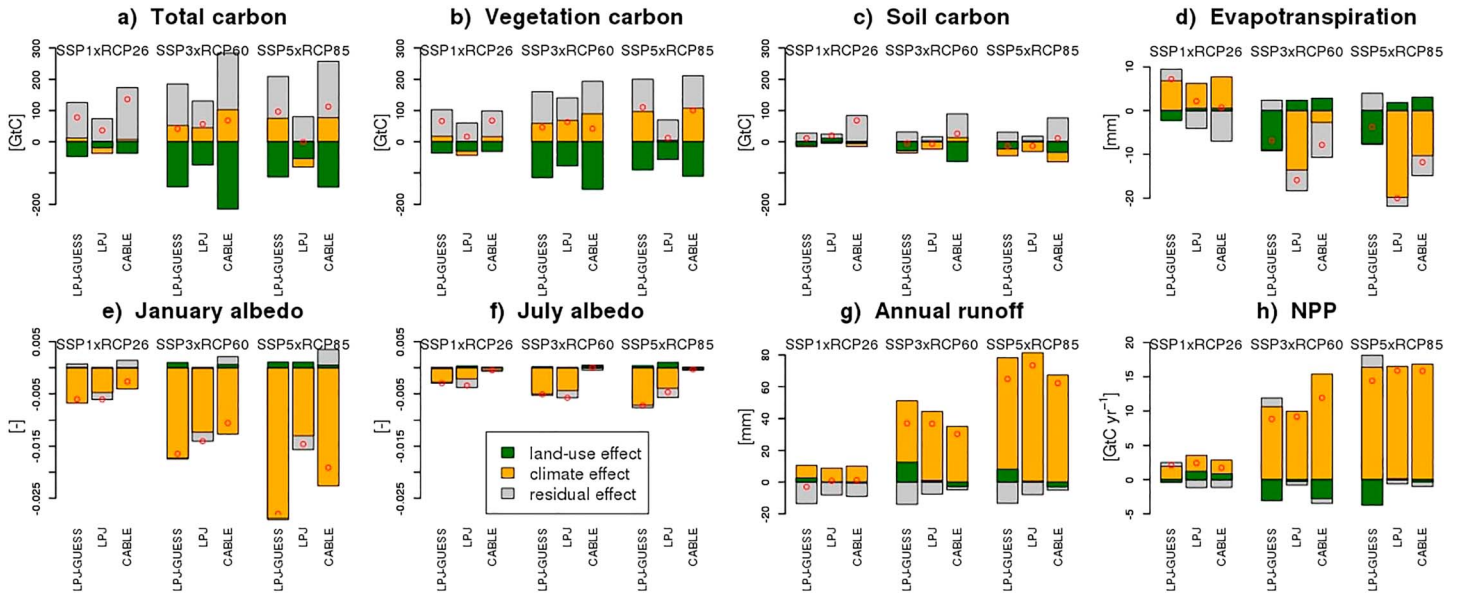 a) Total carbon
b) Vegetation carbon
c) Soil carbon
d) Evapotranspiration
SSP1xRCP26 SSP3xRCP60 SSP5xRCP85
SSP1xRCP26 SSP3xRCP60 SSP5xRCP85
SSP1xRCP26 SSP3xRCP60 SSP5xRCP85
SSP1xRCP26 SSP3xRCP60 SSP5xRCP85
[GtC]
300
200
100
0
-200
[GtC]
300
200
100
0
-200
[GtC]
300
200
100
0
-200
[mm]
10
0
-10
-20
LPJ-GUESS LPJ CABLE LPJ-GUESS LPJ CABLE LPJ-GUESS LPJ CABLE
LPJ-GUESS LPJ CABLE LPJ-GUESS LPJ CABLE LPJ-GUESS LPJ CABLE
LPJ-GUESS LPJ CABLE LPJ-GUESS LPJ CABLE LPJ-GUESS LPJ CABLE
LPJ-GUESS LPJ CABLE LPJ-GUESS LPJ CABLE LPJ-GUESS LPJ CABLE
e) January albedo
f) July albedo
g) Annual runoff
h) NPP
SSP1xRCP26 SSP3xRCP60 SSP5xRCP85
SSP1xRCP26 SSP3xRCP60 SSP5xRCP85
SSP1xRCP26 SSP3xRCP60 SSP5xRCP85
SSP1xRCP26 SSP3xRCP60 SSP5xRCP85
[-]
0.005
-0.005
-0.015
-0.025
[-]
0.005
-0.005
-0.015
-0.025
land-use effect
climate effect
residual effect
[mm]
80
60
40
20
0
-20
[GtC yr⁻¹]
20
15
10
5
0
-5
LPJ-GUESS LPJ CABLE LPJ-GUESS LPJ CABLE LPJ-GUESS LPJ CABLE
LPJ-GUESS LPJ CABLE LPJ-GUESS LPJ CABLE LPJ-GUESS LPJ CABLE
LPJ-GUESS LPJ CABLE LPJ-GUESS LPJ CABLE LPJ-GUESS LPJ CABLE
LPJ-GUESS LPJ CABLE LPJ-GUESS LPJ CABLE LPJ-GUESS LPJ CABLE